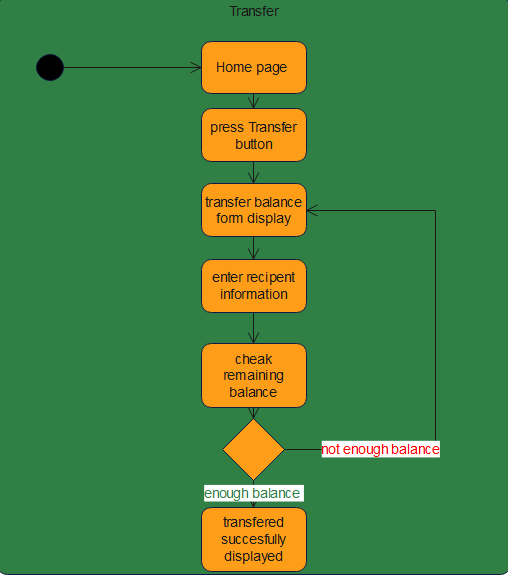 Transfer
Home page
press Transfer
button
transfer balance
form display
enter recipent
information
cheak
remaining
balance
not enough balance
enough balance
transfered
succesfully
displayed